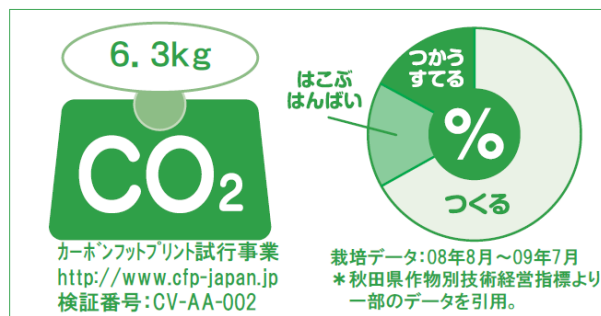 6.3kg
CO2
カーボンフットプリント試行事業
http://www.cfp-japan.jp
検証番号:CV-AA-002
つかう
すてる
はこぶ
はんばい
%
つくる
栽培データ:08年8月～09年7月
＊秋田県作物別技術経営指標より
一部のデータを引用。